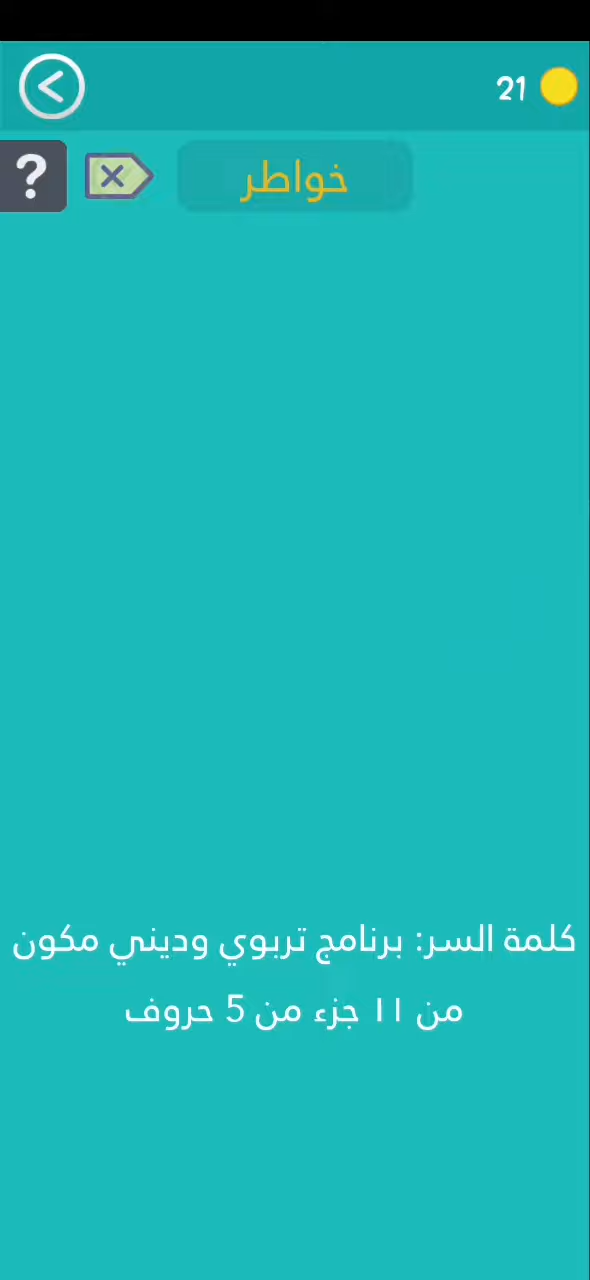 21
?
خواطر
كلمة السر: برنامج تربوي وديني مكون
من ١١ جزء من 5 حروف